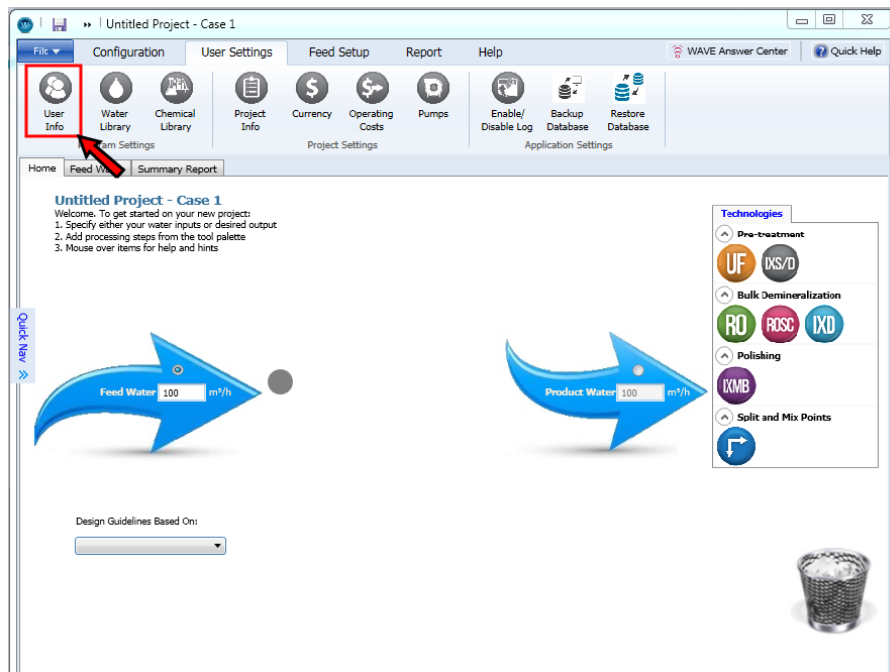 Untitled Project - Case 1
File
Configuration
User Settings
Feed Setup
Report
Help
WAVE Answer Center
Quick Help
User Info
Water Library
Chemical Library
Project Info
Currency
Operating Costs
Pumps
Enable/ Disable Log
Backup Database
Restore Database
Project Settings
Application Settings
Home
Summary Report
Untitled Project - Case 1
Welcome. To get started on your new project:
1. Specify either your water inputs or desired output
2. Add processing steps from the tool palette
3. Mouse over items for help and hints
Technologies
Pre-treatment
UF
IXS/D
Bulk Demineralization
RO
ROSC
IXD
Polishing
IXMB
Split and Mix Points
Quick Nav
Feed Water 100 m³/h
Product Water 100 m³/h
Design Guidelines Based On: